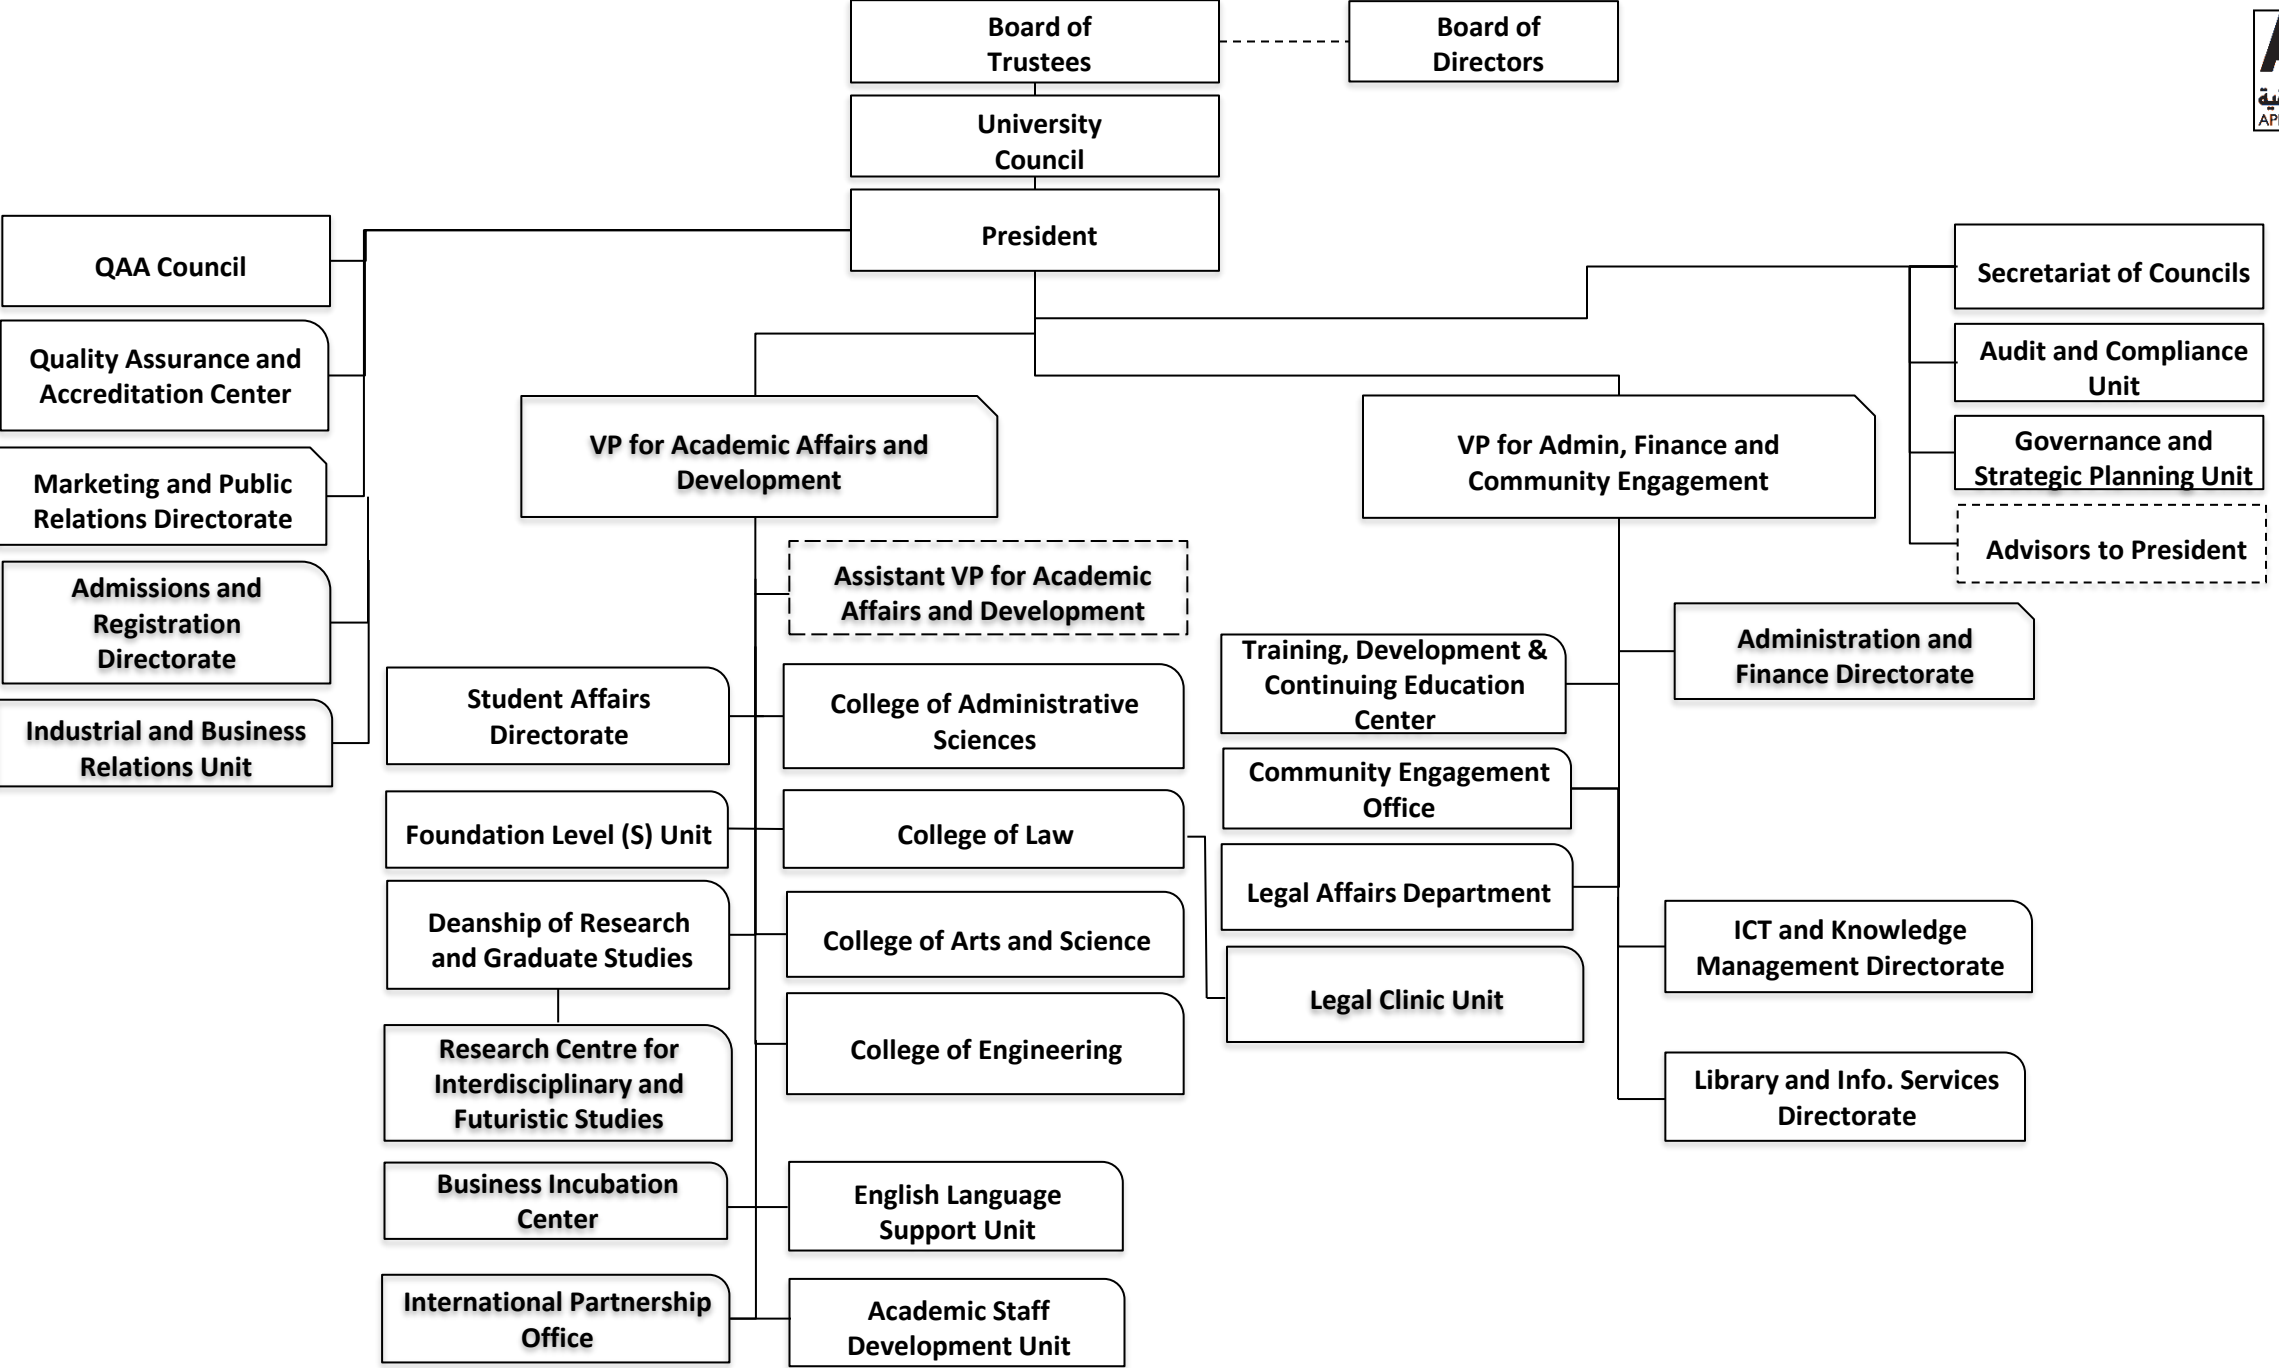 Board of
Trustees
Board of
Directors
University
Council
President
QAA Council
Quality Assurance and
Accreditation Center
Marketing and Public
Relations Directorate
Admissions and
Registration
Directorate
Industrial and Business
Relations Unit
Secretariat of Councils
Audit and Compliance
Unit
Governance and
Strategic Planning Unit
Advisors to President
VP for Academic Affairs and
Development
VP for Admin, Finance and
Community Engagement
Assistant VP for Academic
Affairs and Development
Student Affairs
Directorate
College of Administrative
Sciences
Foundation Level (S) Unit
College of Law
Deanship of Research
and Graduate Studies
College of Arts and Science
Research Centre for
Interdisciplinary and
Futuristic Studies
College of Engineering
Business Incubation
Center
English Language
Support Unit
International Partnership
Office
Academic Staff
Development Unit
Training, Development &
Continuing Education
Center
Community Engagement
Office
Legal Affairs Department
Legal Clinic Unit
Administration and
Finance Directorate
ICT and Knowledge
Management Directorate
Library and Info. Services
Directorate